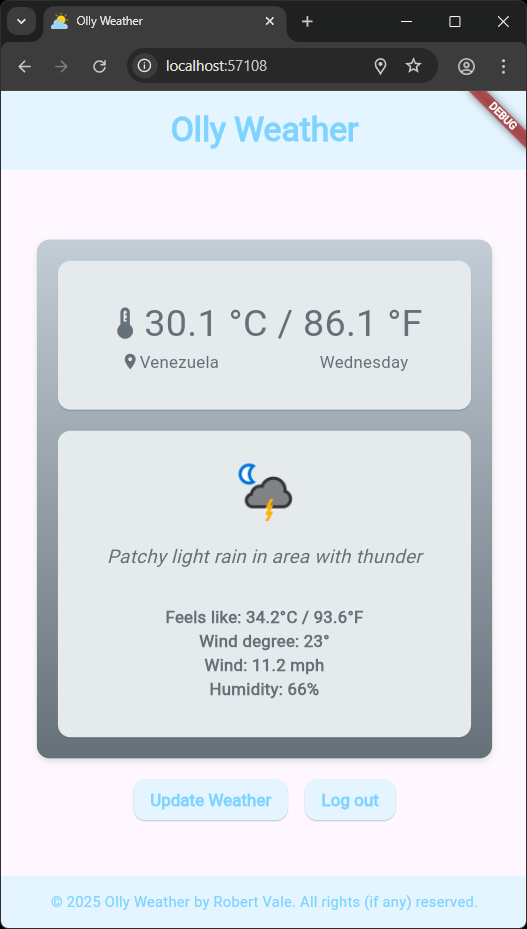 Olly Weather
localhost:57108
Olly Weather
DEBUG
30.1 °C / 86.1 °F
Venezuela
Wednesday
Patchy light rain in area with thunder
Feels like: 34.2°C / 93.6°F
Wind degree: 23°
Wind: 11.2 mph
Humidity: 66%
Update Weather
Log out
© 2025 Olly Weather by Robert Vale. All rights (if any) reserved.